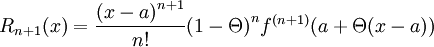 R_{n+1}(x) = \frac{(x-a)^{n+1}}{n!}(1-\Theta)^n f^{(n+1)}(a+\Theta(x-a))